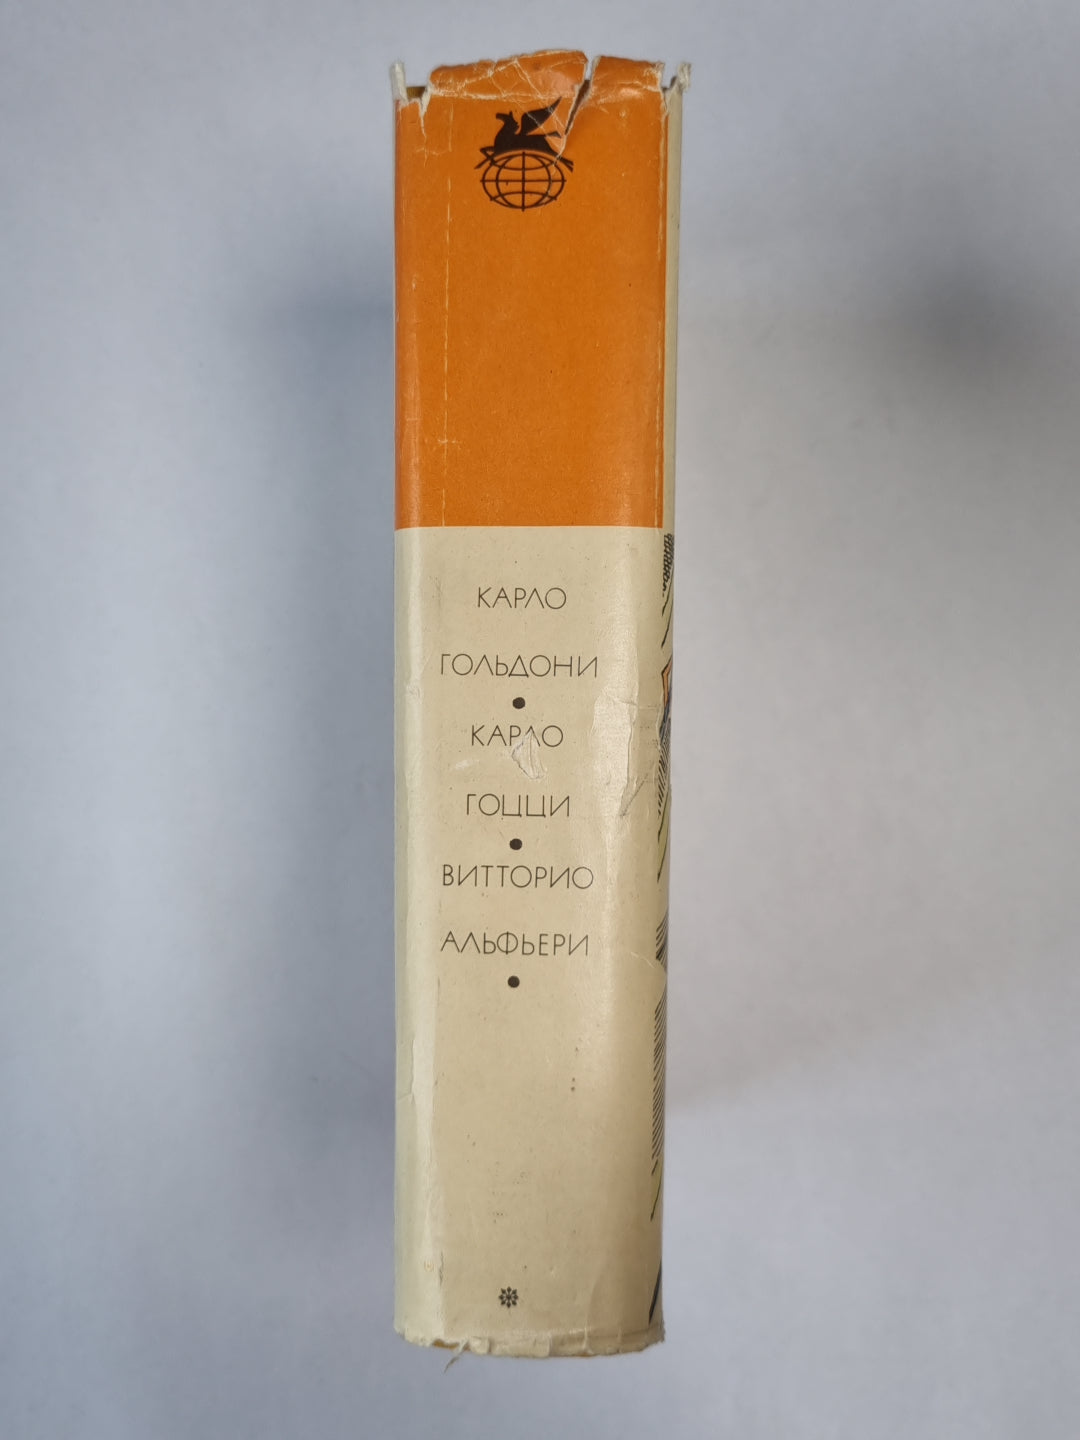 КАРЛО
ГОЛЬДОНИ
•
КАРЛО
ГОЦЦИ
•
ВИТТОРИО
АЛЬФЬЕРИ
•